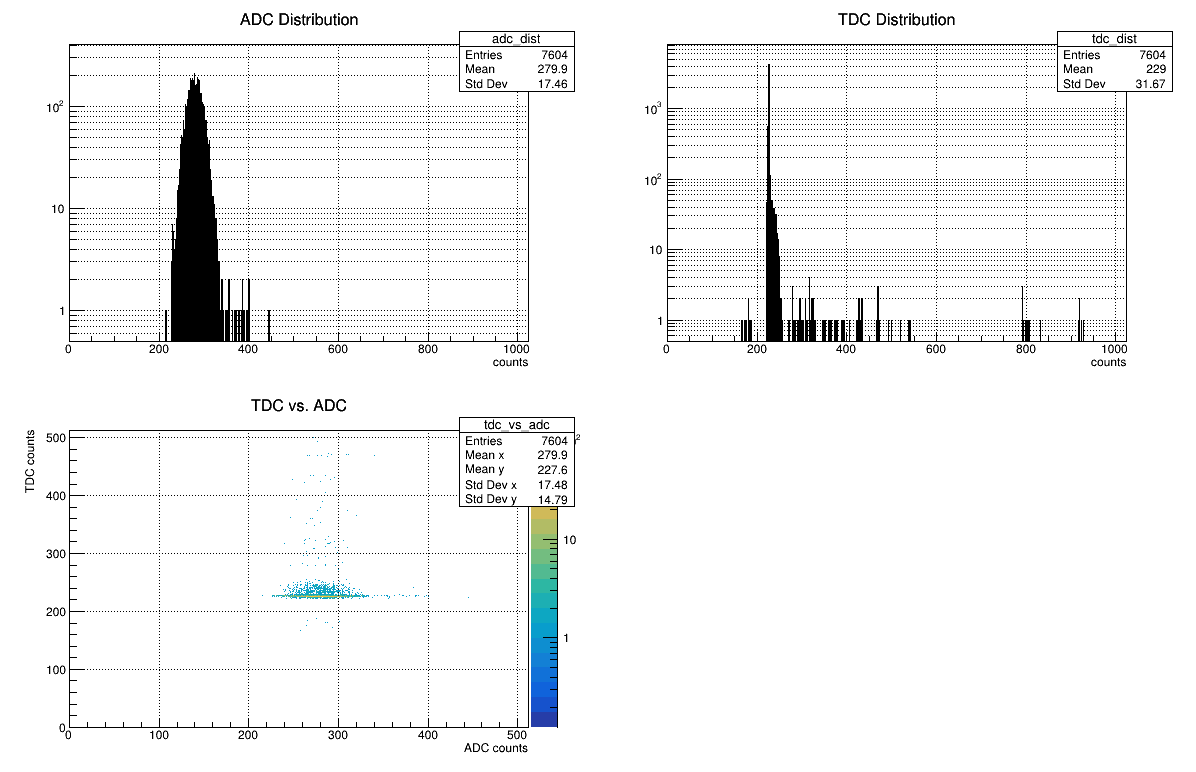 ADC Distribution
adc_dist
Entries 7604
Mean 279.9
Std Dev 17.46
10²
10
1
0 200 400 600 800 1000
counts
TDC Distribution
tdc_dist
Entries 7604
Mean 229
Std Dev 31.67
10³
10²
10
1
0 200 400 600 800 1000
counts
TDC vs. ADC
tdc_vs_adc
Entries 7604
Mean x 279.9
Mean y 227.6
Std Dev x 17.48
Std Dev y 14.79
TDC counts
500
400
300
200
100
0
0 100 200 300 400 500
ADC counts
2
10
1